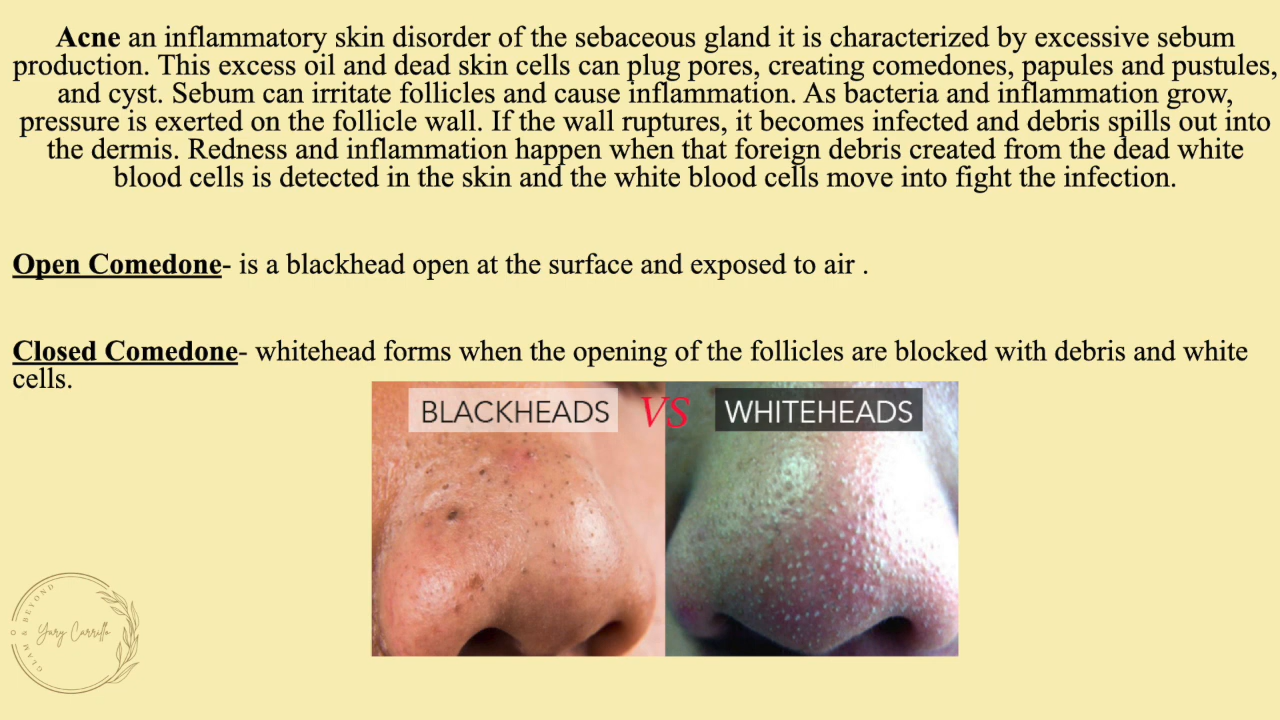 Acne an inflammatory skin disorder of the sebaceous gland it is characterized by excessive sebum
production. This excess oil and dead skin cells can plug pores, creating comedones, papules and pustules,
and cyst. Sebum can irritate follicles and cause inflammation. As bacteria and inflammation grow,
pressure is exerted on the follicle wall. If the wall ruptures, it becomes infected and debris spills out into
the dermis. Redness and inflammation happen when that foreign debris created from the dead white
blood cells is detected in the skin and the white blood cells move into fight the infection.
Open Comedone- is a blackhead open at the surface and exposed to air .
Closed Comedone- whitehead forms when the opening of the follicles are blocked with debris and white
cells.
BLACKHEADS VS WHITEHEADS
GLAM & BEYOND
Yury Carrillo